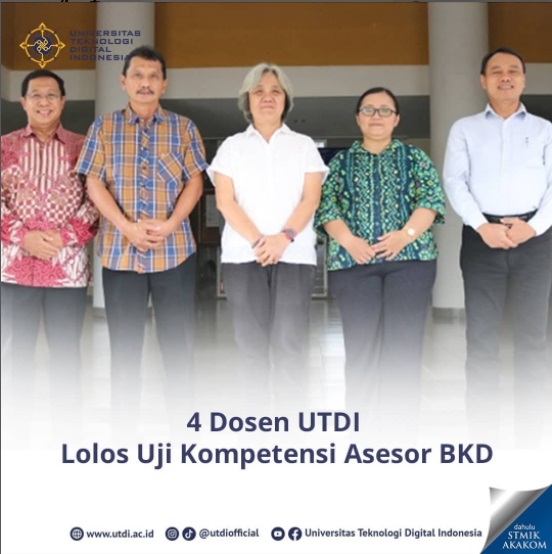 UNIVERSITAS
TEKNOLOGI
DIGITAL
INDONESIA
4 Dosen UTDI
Lolos Uji Kompetensi Asesor BKD
www.utdi.ac.id @utdiofficial Universitas Teknologi Digital Indonesia
dahulu
STMIK
AKAKOM